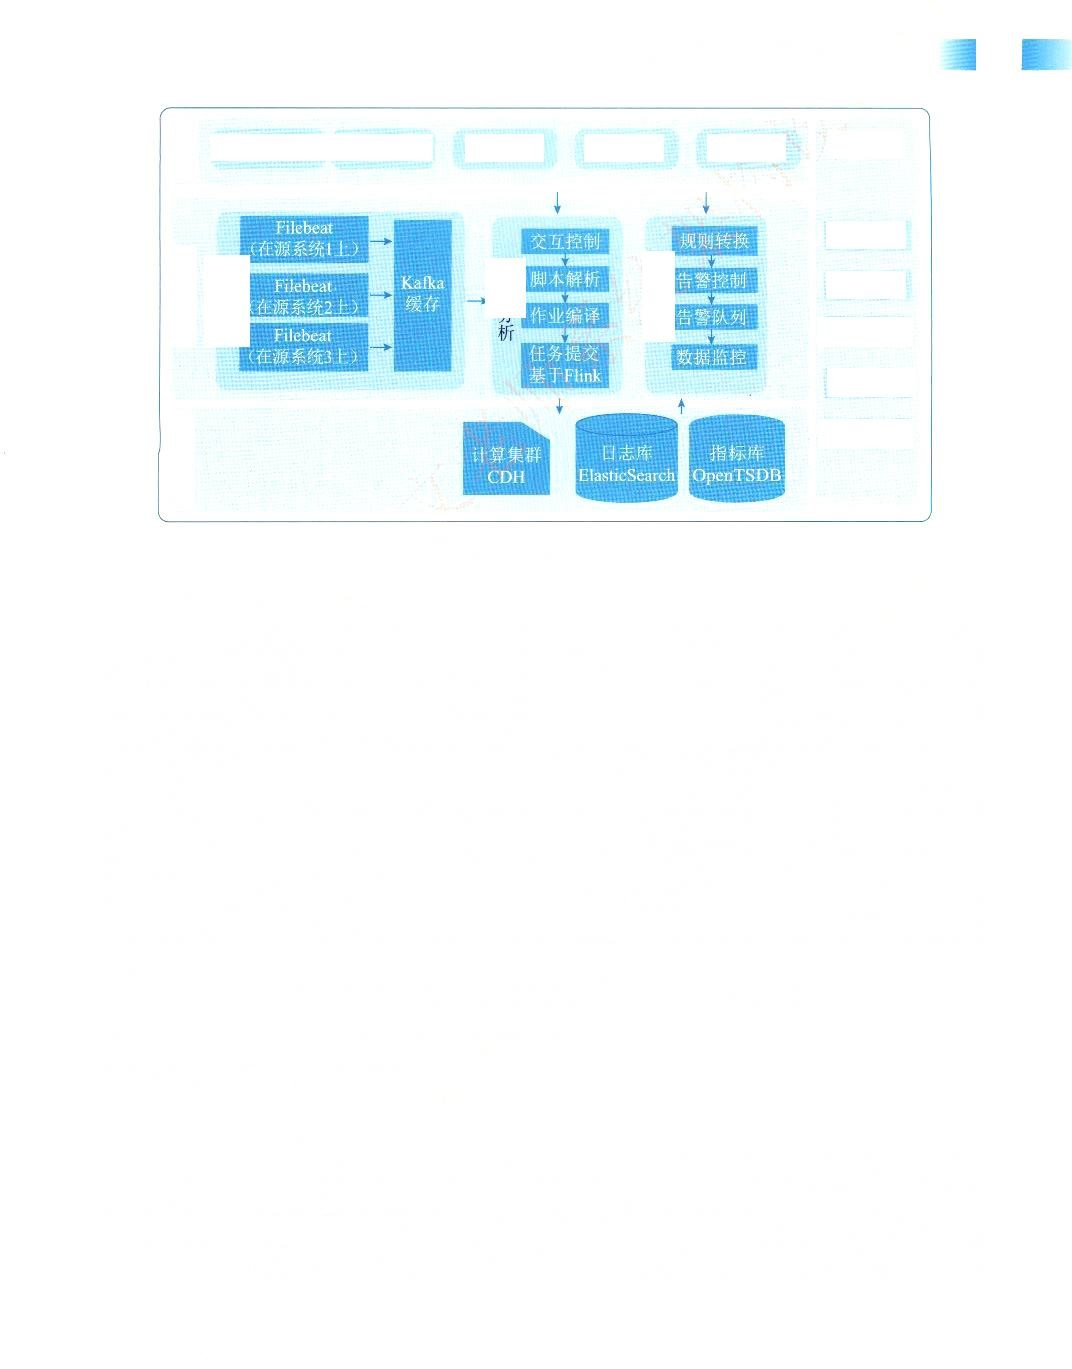 Filebeat
(在源系统1上)
Filebeat
(在源系统2上)
Filebeat
(在源系统3上)
Kafka
缓存
析
交互控制
脚本解析
作业编译
任务提交
基于Flink
规则转换
告警控制
告警队列
数据监控
计算集群
CDH
日志库
ElasticSearch
指标库
OpenTSDB